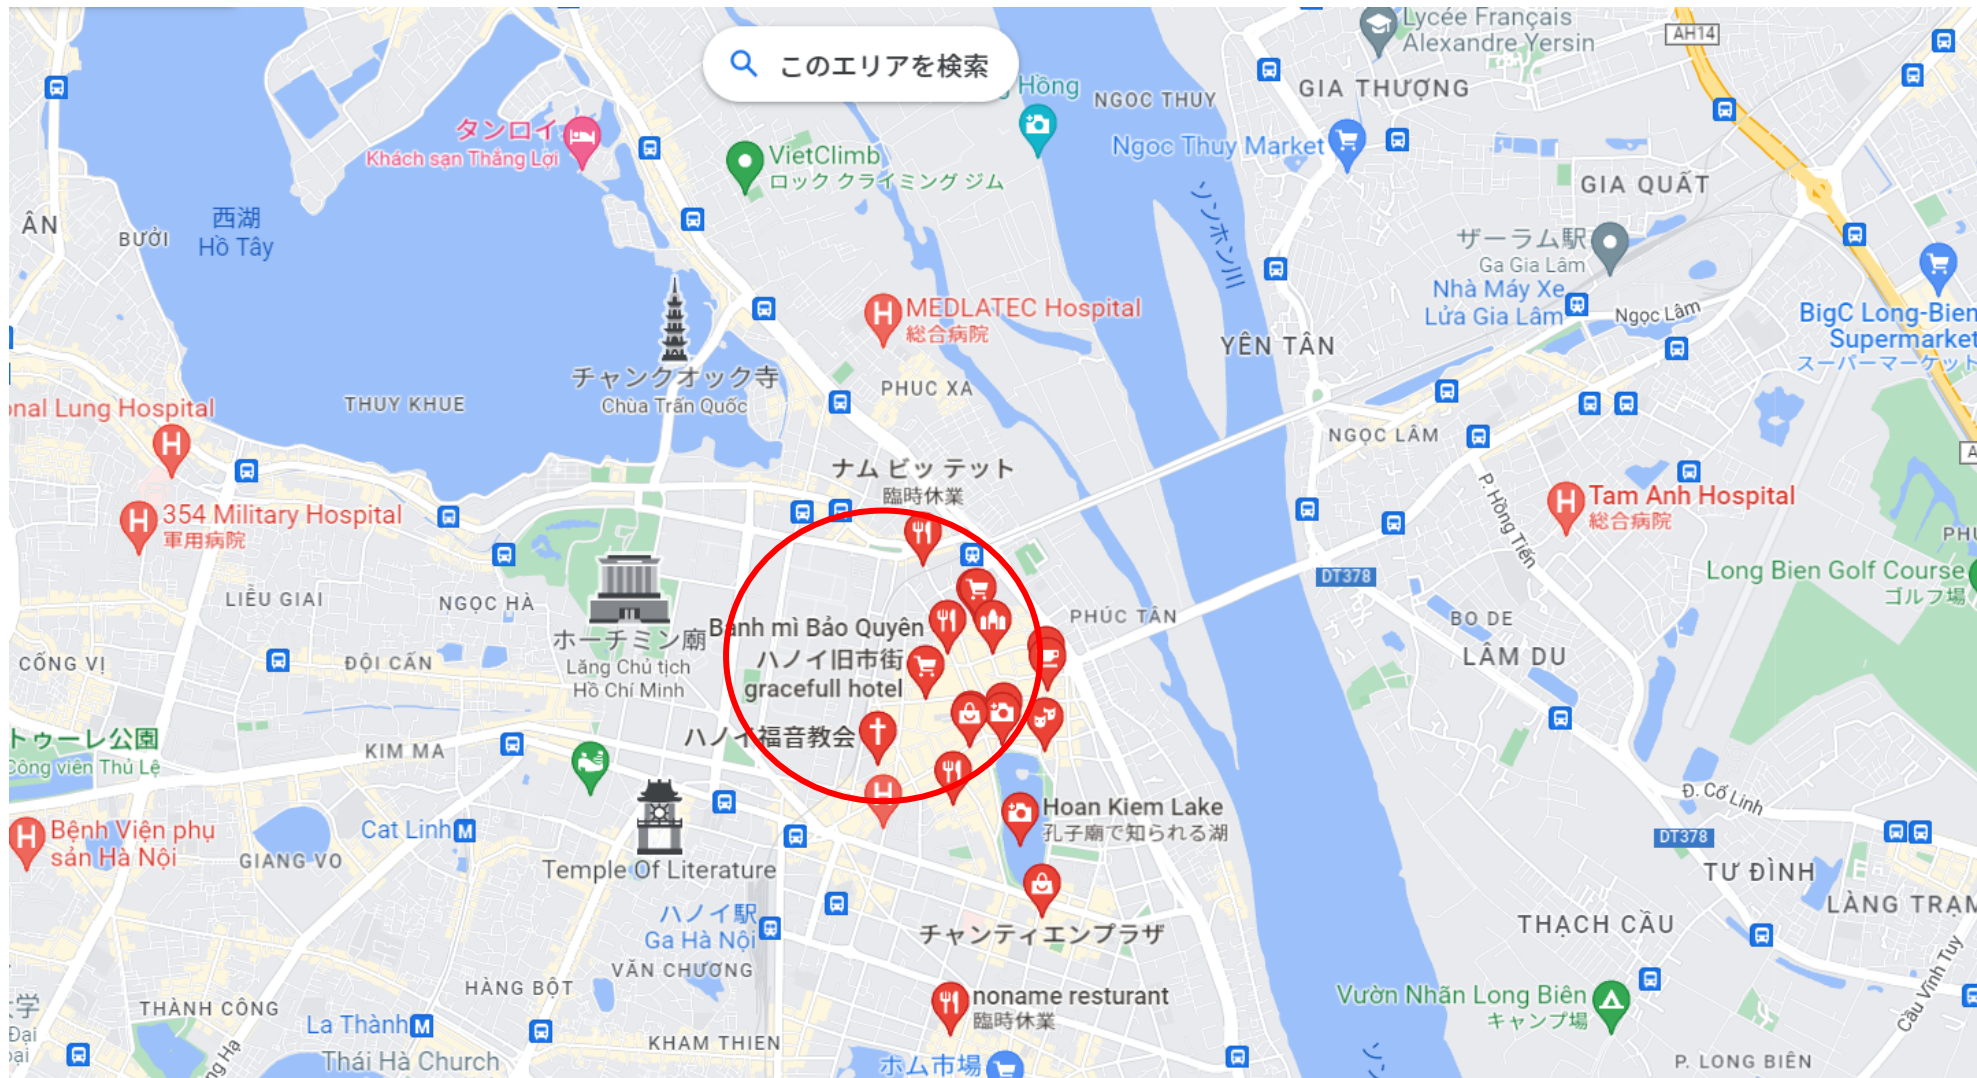 Lycée Français
Alexandre Yersin
AH14
このエリアを検索
Hồng
NGOC THUY
GIA THƯỢNG
タンロイ
Khách sạn Thắng Lợi
VietClimb
ロック クライミング ジム
Ngoc Thuy Market
GIA QUẤT
ÂN
BƯỞI
西湖
Hồ Tây
ソンホン川
ザーラム駅
Ga Gia Lâm
Nhà Máy Xe
Lửa Gia Lâm
Ngọc Lâm
BigC Long-Bien
Supermarket
スーパーマーケット
MEDLATEC Hospital
総合病院
YÊN TÂN
チャンクオック寺
Chùa Trấn Quốc
PHUC XA
THUY KHUE
onal Lung Hospital
NGỌC LÂM
ナム ビッ テット
臨時休業
P. Hồng Tiến
Tam Anh Hospital
総合病院
354 Military Hospital
軍用病院
PHÚ
DT378
Long Bien Golf Course
ゴルフ場
LIỄU GIAI
NGỌC HÀ
PHÚC TÂN
BO DE
Banh mì Bảo Quyên
ホーチミン廟
Lăng Chủ tịch
Hồ Chí Minh
ハノイ旧市街
gracefull hotel
CỐNG VỊ
ĐỘI CẤN
LÂM DU
トゥーレ公園
Công viên Thủ Lệ
KIM MA
ハノイ福音教会
Đ. Cổ Linh
Hoan Kiem Lake
孔子廟で知られる湖
Bệnh Viện phụ
sản Hà Nội
Cat Linh
GIANG VO
DT378
Temple Of Literature
TƯ ĐÌNH
LÀNG TRẠM
ハノイ駅
Ga Hà Nội
チャンティエンプラザ
THẠCH CẦU
VĂN CHƯƠNG
HÀNG BỘT
Cầu Vĩnh Tuy
THÀNH CÔNG
noname resturant
臨時休業
Vườn Nhãn Long Biên
キャンプ場
大学
Đại
oại
La Thành
KHAM THIEN
Thái Hà Church
ng Hạ
ホム市場
ソ
P. LONG BIÊN